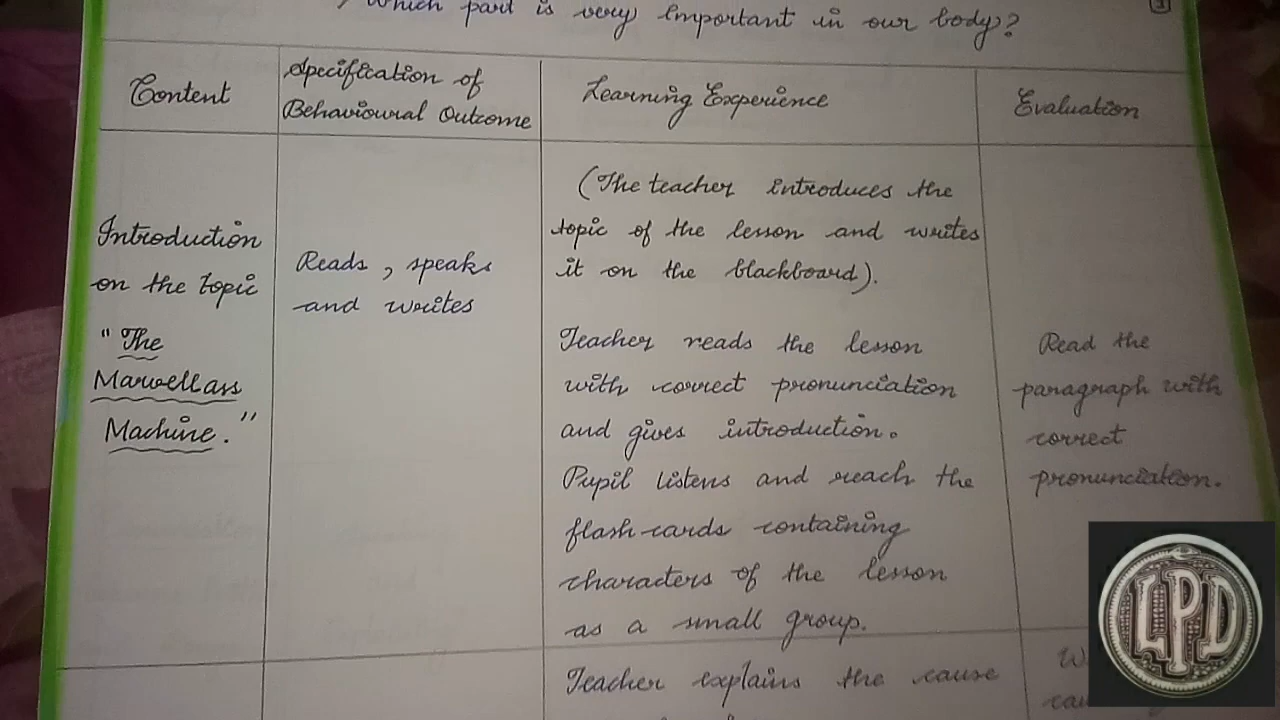 Which part is very important in our body?
3
Content
Specification of
Behavioural Outcome
Learning Experience
Evaluation
Introduction
on the topic
"The
Marvellass
Machine."
Reads, speaks
and writes
(The teacher introduces the
topic of the lesson and writes
it on the blackboard).
Teacher reads the lesson
with correct pronunciation
and gives introduction.
Pupil listens and reach the
flash cards containing
characters of the lesson
as a small group.
Read the
paragraph with
correct
pronunciation.
Teacher explains the cause
LPD